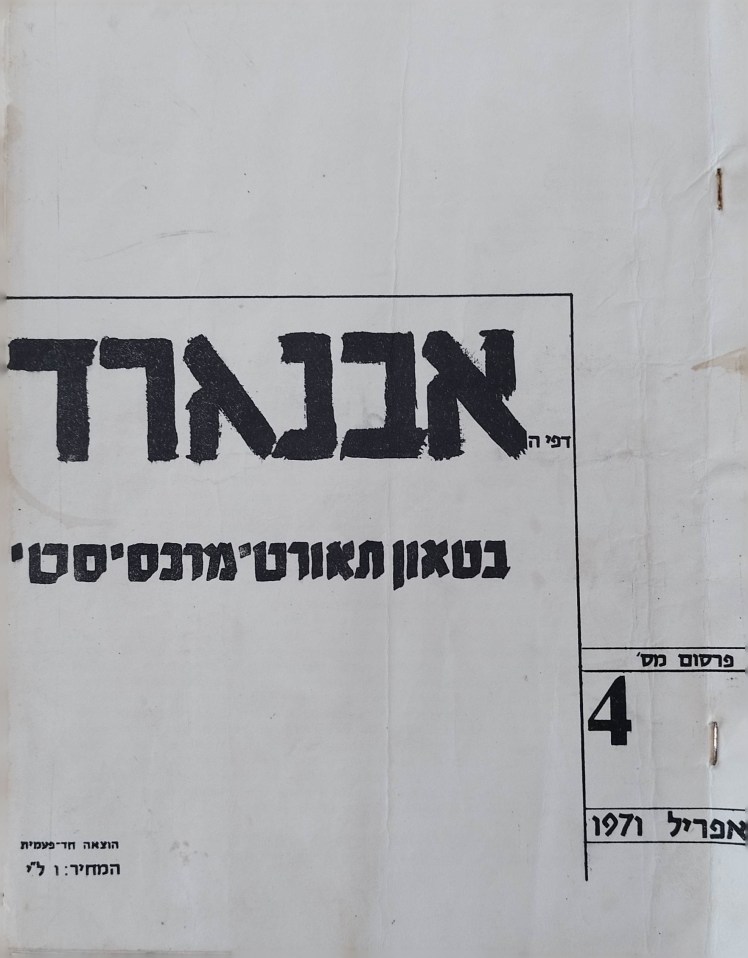 דפי ה אבנגרד
בטאון תאורטי מרכסיסטי
פרסום מס'
4
אפריל 1971
הוצאה חד-פעמית
המחיר: 1 ל"י